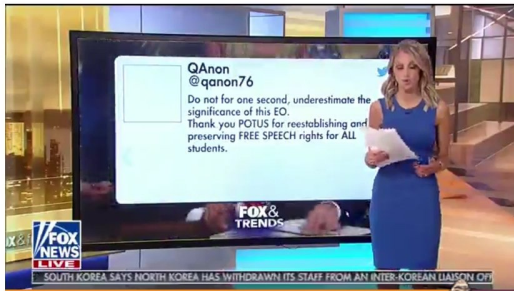 QAnon
@qanon76
Do not for one second, underestimate the
significance of this EO.
Thank you POTUS for reestablishing and
preserving FREE SPEECH rights for ALL
students.
FOX&
TRENDS
FOX
NEWS
LIVE
SOUTH KOREA SAYS NORTH KOREA HAS WITHDRAWN ITS STAFF FROM AN INTER-KOREAN LIAISON OFF